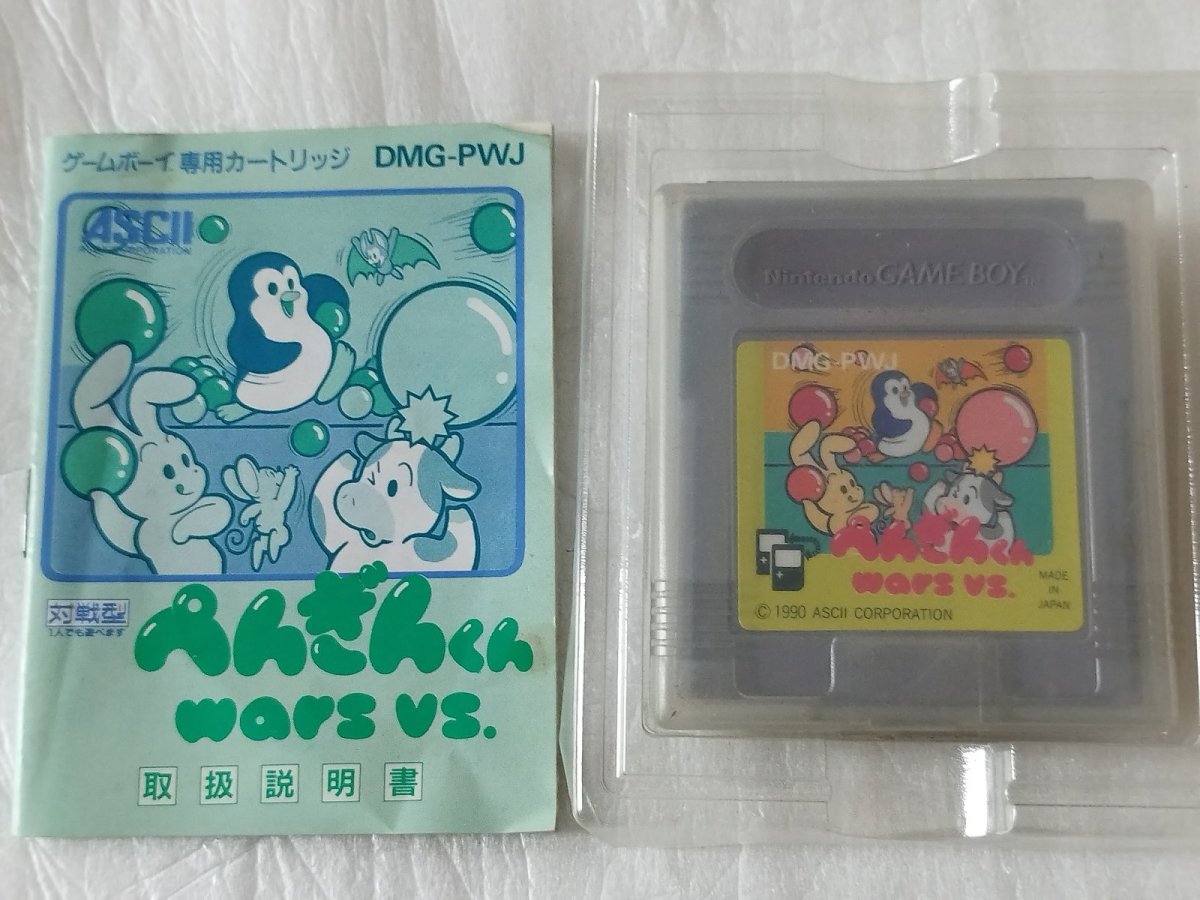 ゲームボーイ専用カートリッジ DMG-PWJ
ASCII
対戦型
1人でも遊べます
ぺんぎんくん
wars vs.
取扱説明書
Nintendo GAME BOY TM
DMG-PWJ
ぺんぎんくん
wars vs.
MADE
IN
JAPAN
© 1990 ASCII CORPORATION